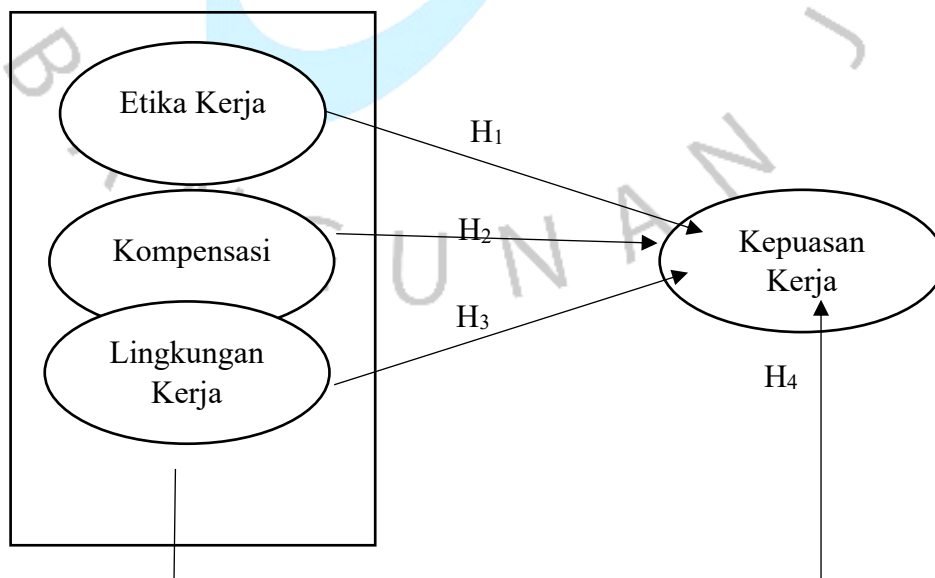 Etika Kerja
H1
Kompensasi
H2
Kepuasan
Kerja
H3
Lingkungan
Kerja
H4